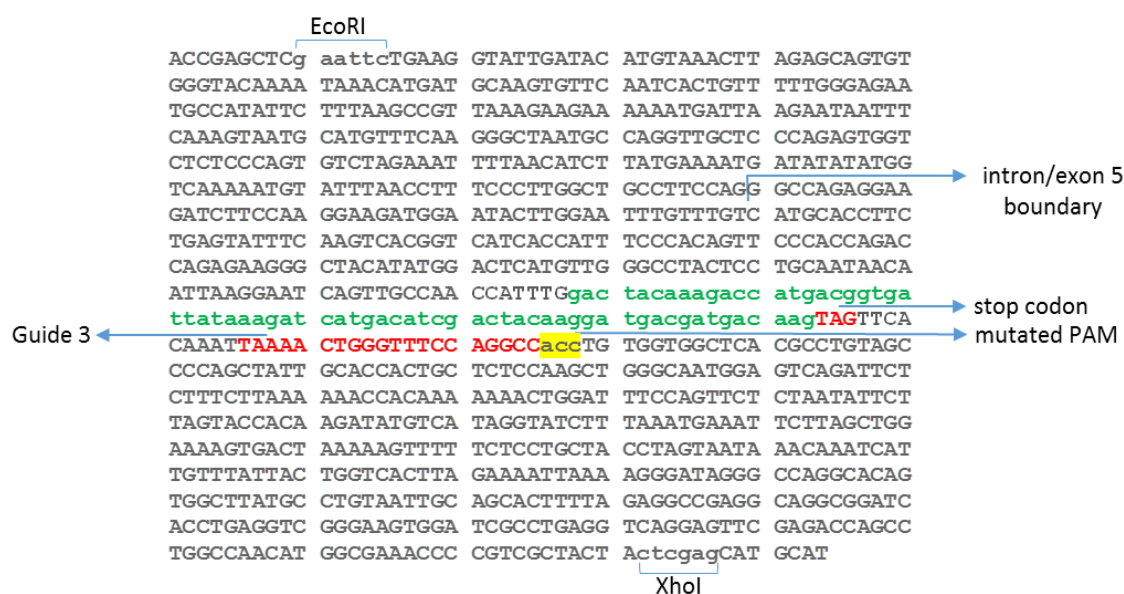 EcoRI
ACCGAGCTCg aattcTGAAG GTATTGATAC ATGTAAACTT AGAGCAGTGT
GGGTACAAAA TAAACATGAT GCAAGTGTTC AATCACTGTT TTTGGGAGAA
TGCCATATTC TTTAAGCCGT TAAAGAAGAA AAAATGATTA AGAATAATTT
CAAAGTAATG CATGTTTCAA GGGCTAATGC CAGGTTGCTC CCAGAGTGGT
CTCTCCCAGT GTCTAGAAAT TTTAACATCT TATGAAAATG ATATATATGG
TCAAAAATGT ATTTAACCTT TCCCTTGGCT GCCTTCCAGG GCCAGAGGAA
intron/exon 5
boundary
GATCTTCCAA GGAAGATGGA ATACTTGGAA TTTGTTTGTC ATGCACCTTC
TGAGTATTTC AAGTCACGGT CATCACCATT TCCCACAGTT CCCACCAGAC
CAGAGAAGGG CTACATATGG ACTCATGTTG GGCCTACTCC TGCAATAACA
ATTAAGGAAT CAGTTGCCAA CCATTTGgac tacaaagacc atgacggtga
stop codon
ttataaagat catgacatcg actacaagga tgacgatgac aagTAGTTCA
Guide 3
mutated PAM
CAAATTAAAA CTGGGTTTCC AGGCCaccTG TGGTGGCTCA CGCCTGTAGC
CCCAGCTATT GCACCACTGC TCTCCAAGCT GGGCAATGGA GTCAGATTCT
CTTTCTTAAA AAACCACAAA AAAACTGGAT TTCCAGTTCT CTAATATTCT
TAGTACCACA AGATATGTCA TAGGTATCTT TAAATGAAAT TCTTAGCTGG
AAAAGTGACT AAAAAGTTTT TCTCCTGCTA CCTAGTAATA AACAAATCAT
TGTTTATTAC TGGTCACTTA GAAAATTAAA AGGGATAGGG CCAGGCACAG
TGGCTTATGC CTGTAATTGC AGCACTTTTA GAGGCCGAGG CAGGCGGATC
ACCTGAGGTC GGGAAGTGGA TCGCCTGAGG TCAGGAGTTC GAGACCAGCC
TGGCCAACAT GGCGAAACCC CGTCGCTACT ActcgagCAT GCAT
XhoI